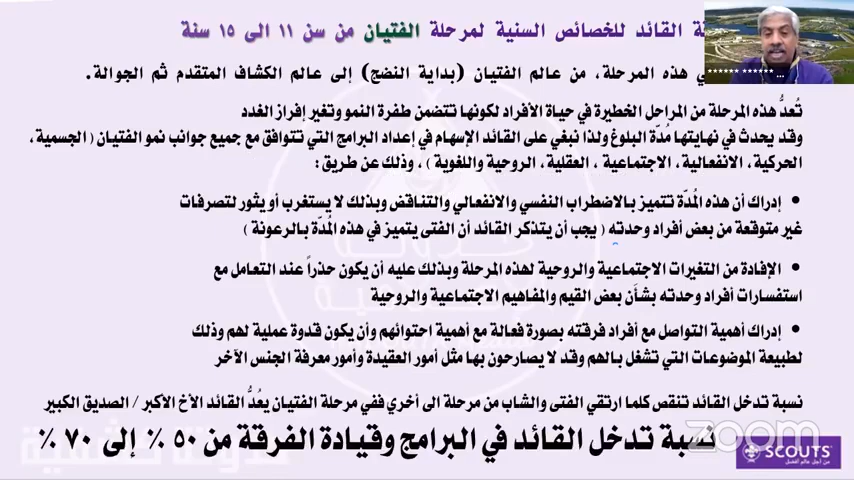 القائد للخصائص السنية لمرحلة الفتيان من سن ١١ الى ١٥ سنة
هذه المرحلة، من عالم الفتيان (بداية النضج) إلى عالم الكشاف المتقدم ثم الجوالة.
تُعدُّ هذه المرحلة من المراحل الخطيرة في حياة الأفراد لكونها تتضمن طفرة النمو وتغير إفراز الغدد
وقد يحدث في نهايتها مُدّة البلوغ ولذا نبغي على القائد الإسهام في إعداد البرامج التي تتوافق مع جميع جوانب نمو الفتيان ( الجسمية ،
الحركية ، الانفعالية ، الاجتماعية ، العقلية ، الروحية واللغوية ) ، وذلك عن طريق :
• إدراك أن هذه المُدّة تتميز بالاضطراب النفسي والانفعالي والتناقض وبذلك لا يستغرب أو يثور لتصرفات
غير متوقعة من بعض أفراد وحدته ( يجب أن يتذكر القائد أن الفتى يتميز في هذه المُدّة بالرعونة )
• الإفادة من التغيرات الاجتماعية والروحية لهذه المرحلة وبذلك عليه أن يكون حذراً عند التعامل مع
استفسارات أفراد وحدته بشأن بعض القيم والمفاهيم الاجتماعية والروحية
• إدراك أهمية التواصل مع أفراد فرقته بصورة فعالة مع أهمية احتوائهم وأن يكون قدوة عملية لهم وذلك
لطبيعة الموضوعات التي تشغل بالهم وقد لا يصارحون بها مثل أمور العقيدة وأمور معرفة الجنس الآخر
نسبة تدخل القائد تنقص كلما ارتقي الفتى والشاب من مرحلة الى أخري ففي مرحلة الفتيان يعُدُّ القائد الأخ الأكبر / الصديق الكبير
نسبة تدخل القائد في البرامج وقيادة الفرقة من ٥٠ ٪ إلى ٧٠ ٪
zoom
SCOUTS
من أجل عالم أفضل